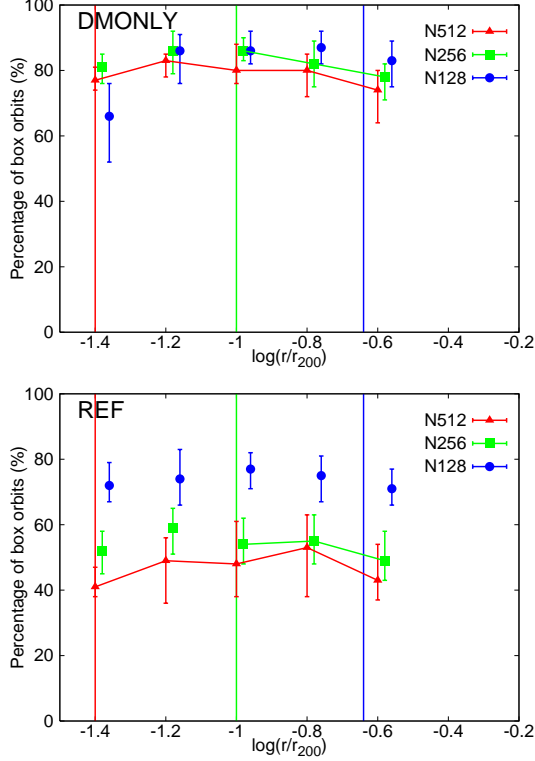 DMONLY
N512
N256
N128
Percentage of box orbits (%)
100
80
60
40
20
0
-1.4 -1.2 -1 -0.8 -0.6 -0.4 -0.2
log(r/r200)
REF
N512
N256
N128
Percentage of box orbits (%)
100
80
60
40
20
0
-1.4 -1.2 -1 -0.8 -0.6 -0.4 -0.2
log(r/r200)